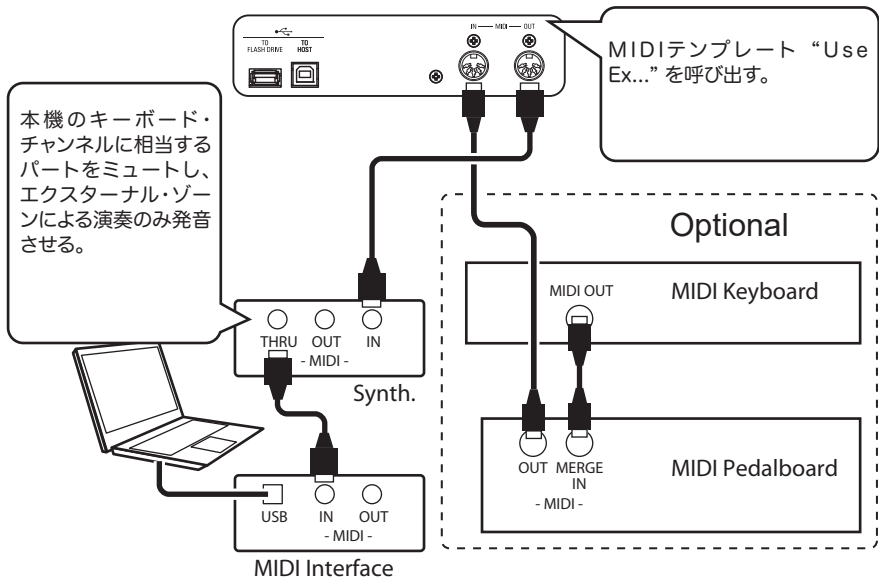 IN — MIDI — OUT
TO
FLASH DRIVE
TO
HOST
MIDIテンプレート “Use
Ex...” を呼び出す。
本機のキーボード・
チャンネルに相当する
パートをミュートし、
エクスターナル・ゾー
ンによる演奏のみ発音
させる。
Optional
MIDI OUT
MIDI Keyboard
THRU OUT IN
- MIDI -
Synth.
OUT MERGE
IN
- MIDI -
MIDI Pedalboard
USB IN OUT
- MIDI -
MIDI Interface